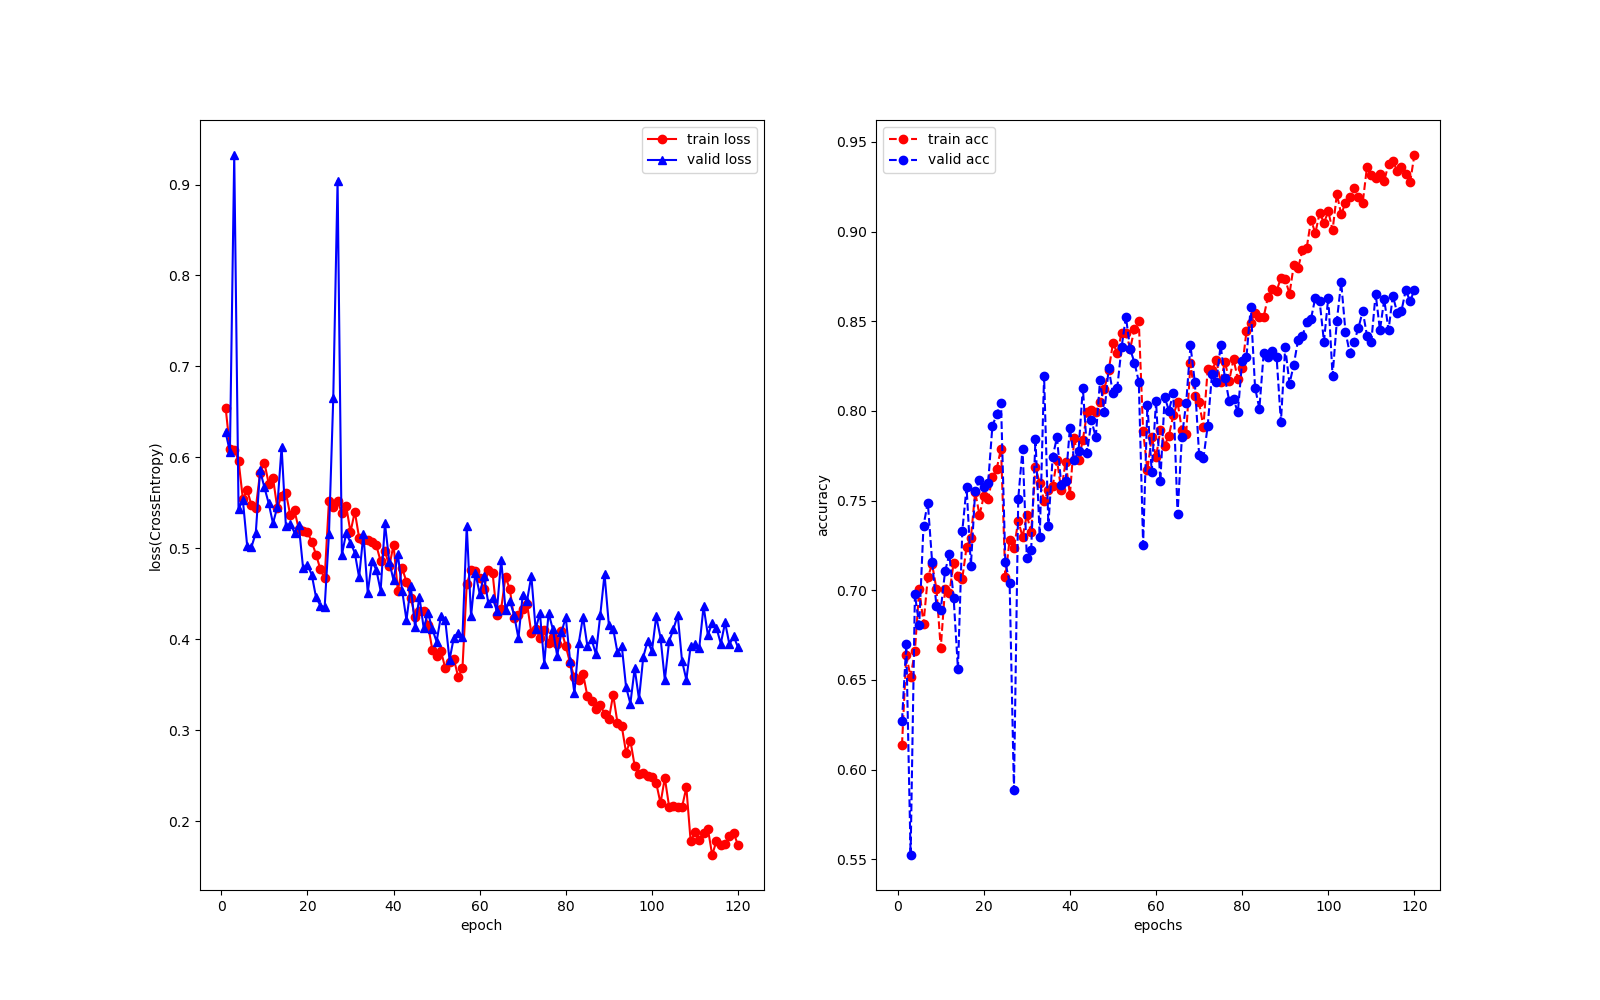 train loss
valid loss
0.9
0.8
0.7
0.6
0.5
0.4
0.3
0.2
loss(CrossEntropy)
0 20 40 60 80 100 120
epoch
train acc
valid acc
0.95
0.90
0.85
0.80
0.75
0.70
0.65
0.60
0.55
accuracy
0 20 40 60 80 100 120
epochs